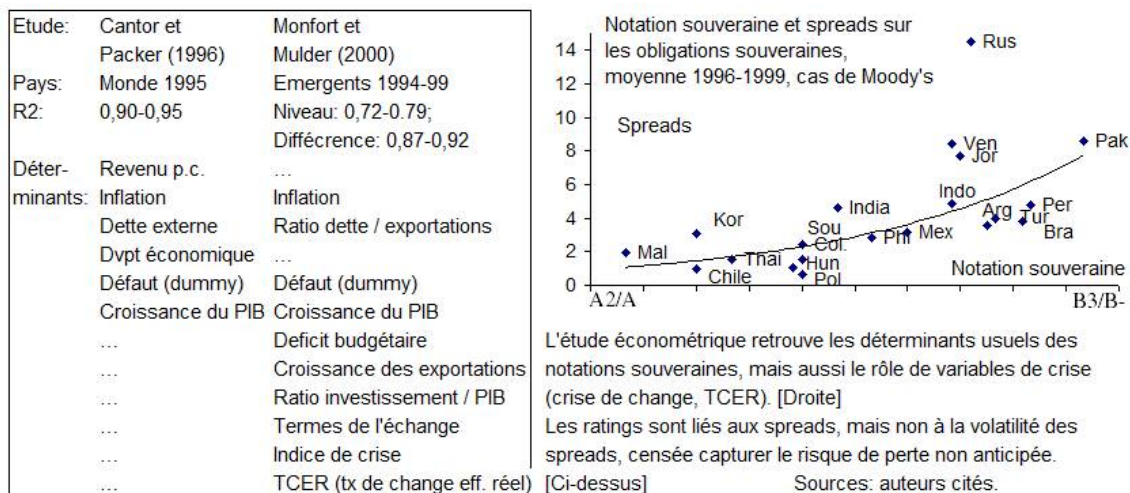 Etude: Cantor et Monfort et
Packer (1996) Mulder (2000)
Pays: Monde 1995 Emergents 1994-99
R2: 0,90-0,95 Niveau: 0,72-0.79;
Diffécrence: 0,87-0,92
Déter- Revenu p.c. ...
minants: Inflation Inflation
Dette externe Ratio dette / exportations
Dvpt économique ...
Défaut (dummy) Défaut (dummy)
Croissance du PIB Croissance du PIB
... Deficit budgétaire
... Croissance des exportations
... Ratio investissement / PIB
... Termes de l'échange
... Indice de crise
... TCER (tx de change eff. réel)
Notation souveraine et spreads sur
les obligations souveraines,
moyenne 1996-1999, cas de Moody's
Spreads
14
12
10
8
6
4
2
0
Rus
Ven
Jor
Pak
Indo
India
Arg
Per
Tur
Bra
Kor
Sou
Col.
Phi
Mex
Mal
Thai
Hun
Chile
Pol
Notation souveraine
A2/A B3/B-
L'étude économétrique retrouve les déterminants usuels des
notations souveraines, mais aussi le rôle de variables de crise
(crise de change, TCER). [Droite]
Les ratings sont liés aux spreads, mais non à la volatilité des
spreads, censée capturer le risque de perte non anticipée.
[Ci-dessus] Sources: auteurs cités.